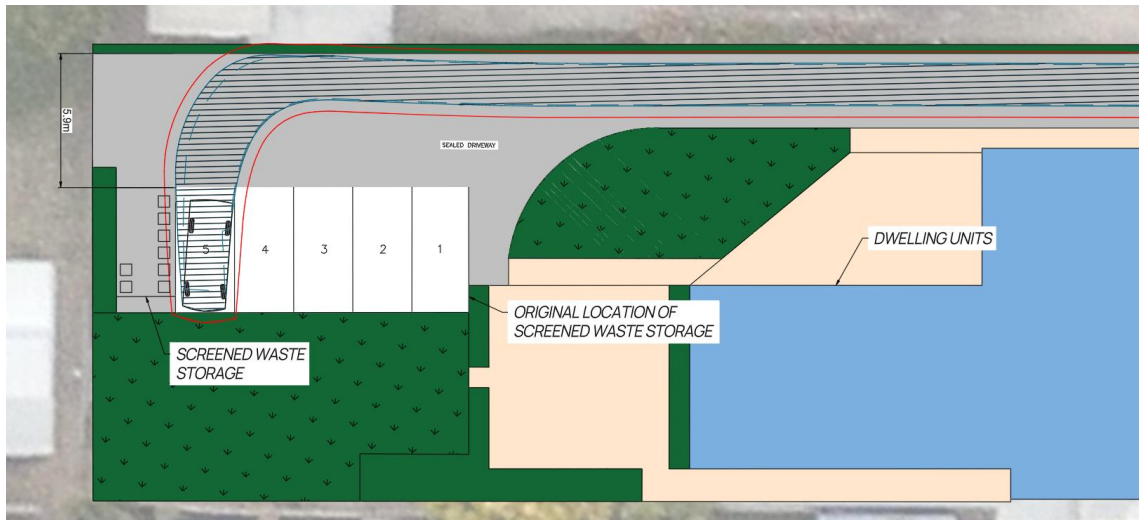 5.9m
SEALED DRIVEWAY
5
4
3
2
1
DWELLING UNITS
ORIGINAL LOCATION OF
SCREENED WASTE STORAGE
SCREENED WASTE
STORAGE